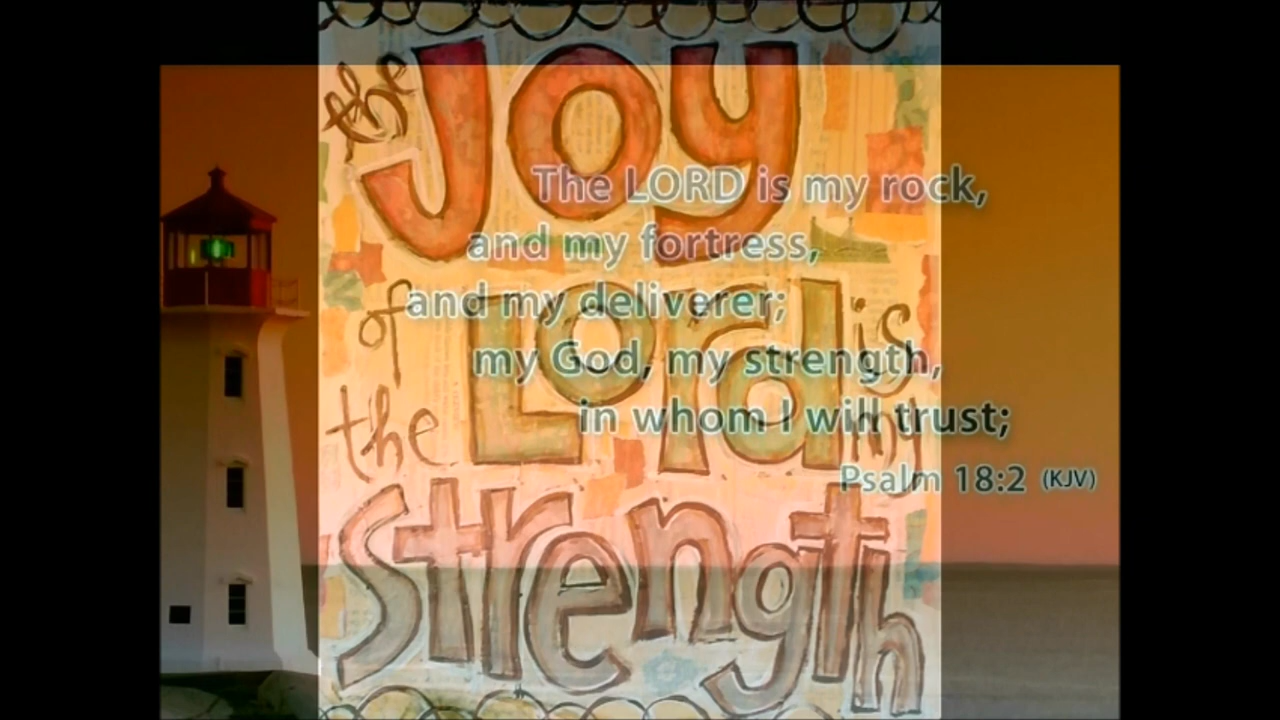 the Joy
of the Lord is my
Strength
The LORD is my rock,
and my fortress,
and my deliverer;
my God, my strength,
in whom I will trust;
Psalm 18:2 (KJV)